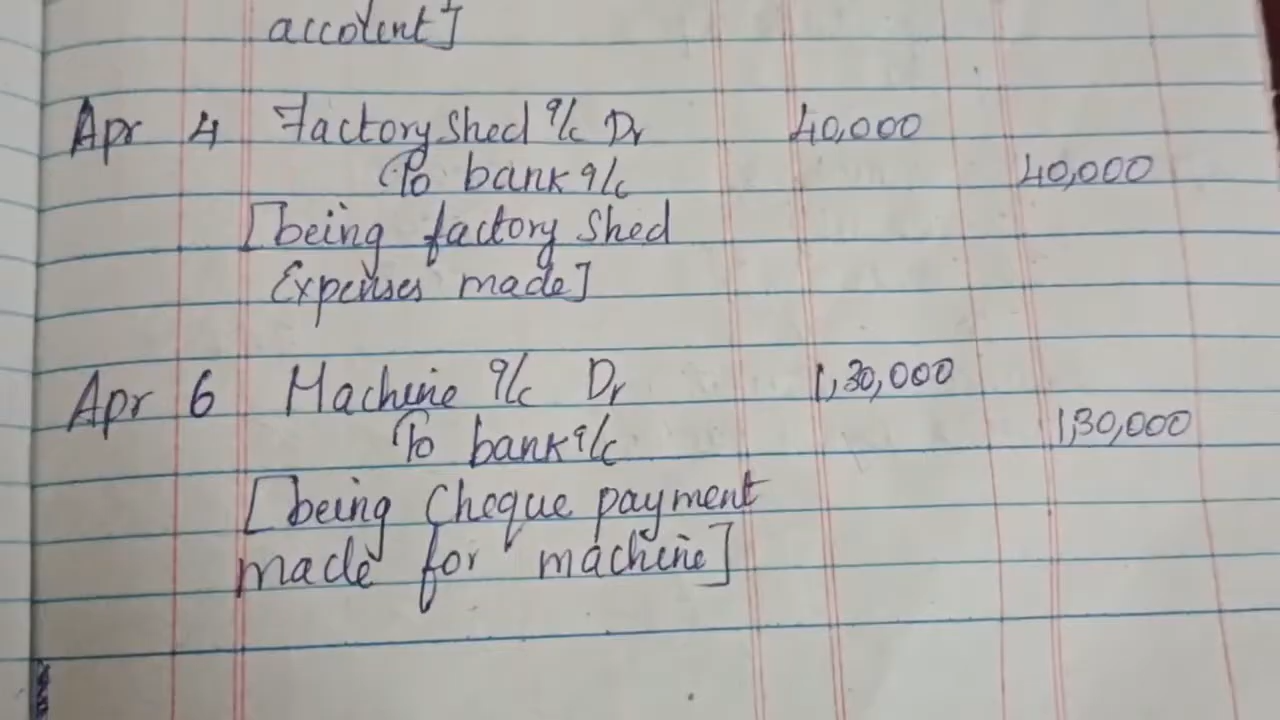 account]
Apr 4 Factory Shed a/c Dr 40,000
To bank a/c 40,000
[being factory Shed
Expenses made]
Apr 6 Machine a/c Dr 1,30,000
To bank a/c 1,30,000
[being Cheque payment
made for machine]